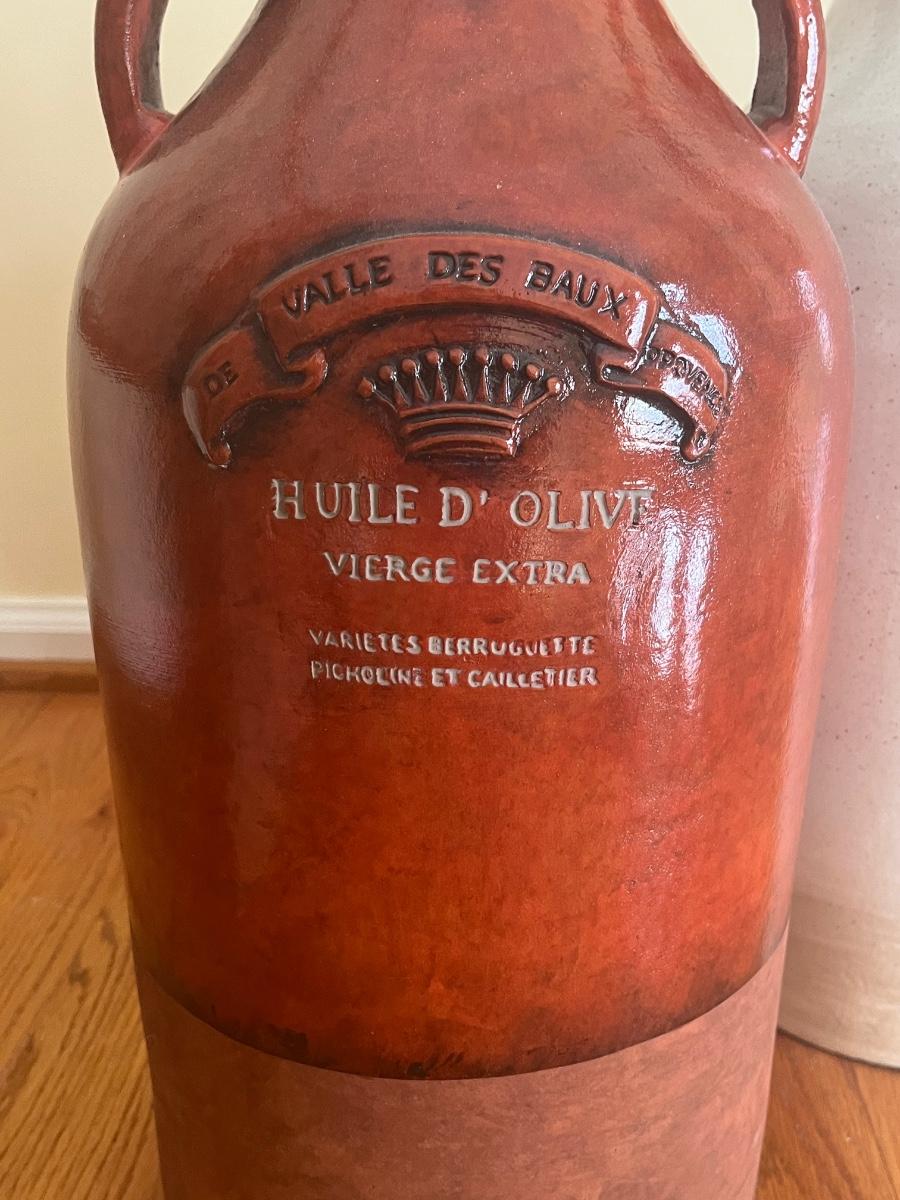 DE VALLE DES BAUX PROVENCE
HUILE D' OLIVE
VIERGE EXTRA
VARIETES BERRUGUETTE
PICHOLINE ET CAILLETIER